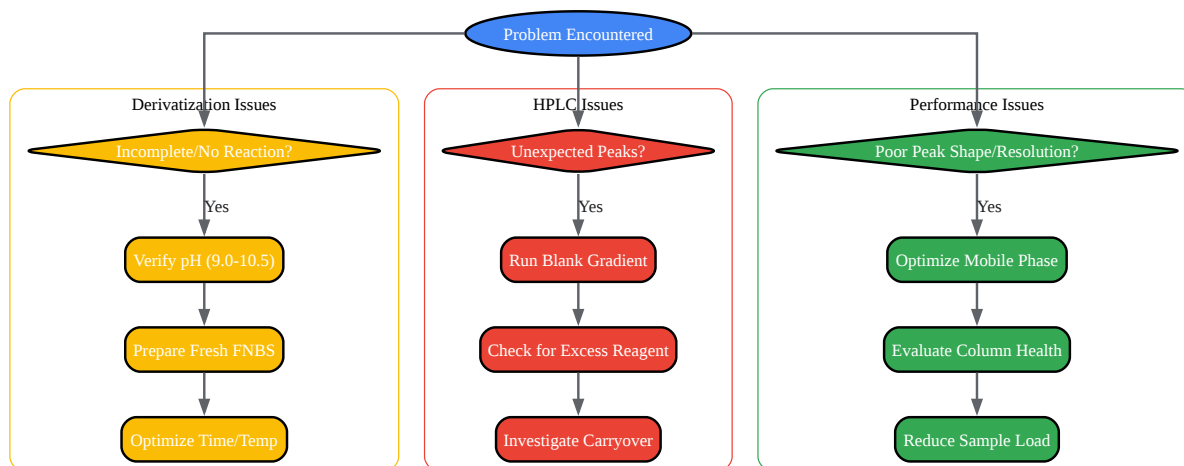 Problem Encountered
Derivatization Issues
HPLC Issues
Performance Issues
Incomplete/No Reaction?
Unexpected Peaks?
Poor Peak Shape/Resolution?
Yes
Yes
Yes
Verify pH (9.0-10.5)
Run Blank Gradient
Optimize Mobile Phase
Prepare Fresh FNBS
Check for Excess Reagent
Evaluate Column Health
Optimize Time/Temp
Investigate Carryover
Reduce Sample Load